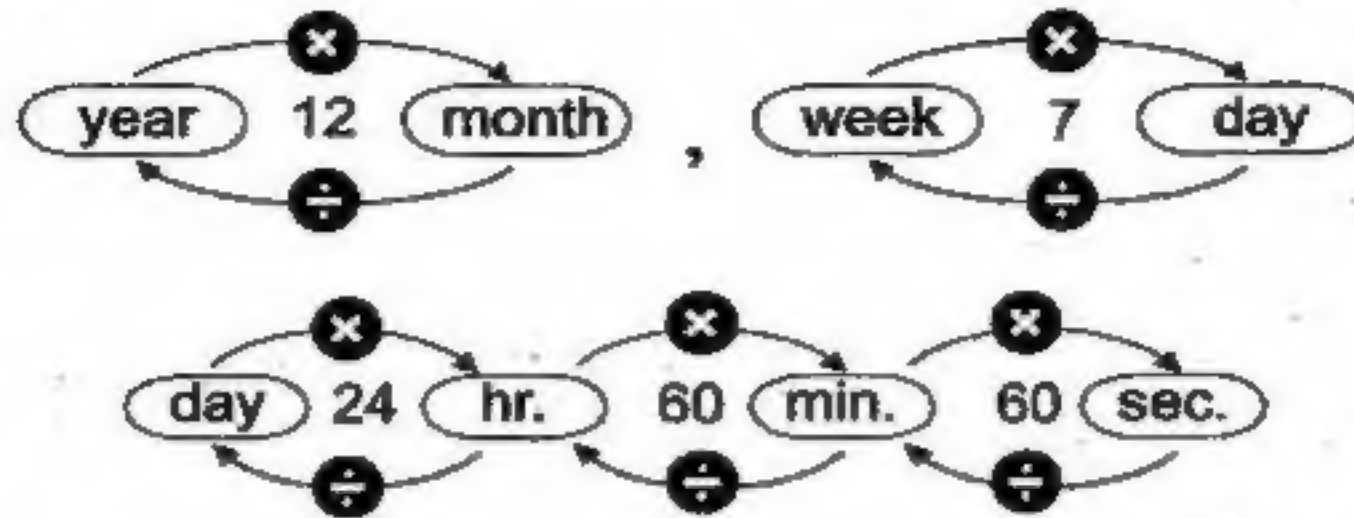 × ×
year 12 month , week 7 day
÷ ÷
× × ×
day 24 hr. 60 min. 60 sec.
÷ ÷ ÷